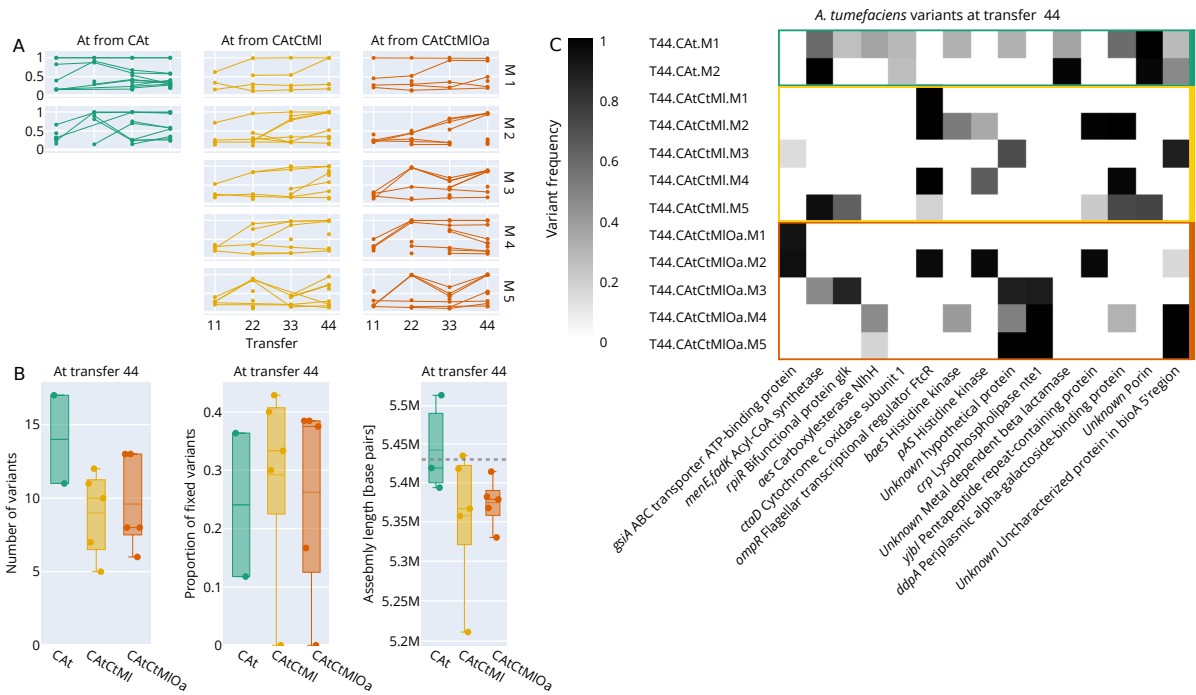 A
At from CAt
At from CAtCtMl
At from CAtCtMlOa
1
0.5
0
1
0.5
0
M 1
M 2
M 3
M 4
M 5
11
22
33
44
11
22
33
44
Transfer
C
1
0.8
0.6
0.4
0.2
0
Variant frequency
A. tumefaciens variants at transfer 44
T44.CAt.M1
T44.CAt.M2
T44.CAtCtMl.M1
T44.CAtCtMl.M2
T44.CAtCtMl.M3
T44.CAtCtMl.M4
T44.CAtCtMl.M5
T44.CAtCtMlOa.M1
T44.CAtCtMlOa.M2
T44.CAtCtMlOa.M3
T44.CAtCtMlOa.M4
T44.CAtCtMlOa.M5
gsiA ABC transporter ATP-binding protein
menE,fadK Acyl-CoA synthetase
rpiR Bifunctional protein glk
aes Carboxylesterase NlhH
ctaD Cytochrome c oxidase subunit 1
ompR Flagellar transcriptional regulator FtcR
baeS Histidine kinase
pAS Histidine kinase
Unknown hypothetical protein
crp Lysophospholipase nte1
Unknown Metal dependent beta lactamase
yjbI Pentapeptide repeat-containing protein
ddpA Periplasmic alpha-galactoside-binding protein
Unknown Porin
Unknown Uncharacterized protein in bioA 5'region
B
At transfer 44
Number of variants
15
10
5
0
CAt
CAtCtMl
CAtCtMlOa
At transfer 44
Proportion of fixed variants
0.4
0.3
0.2
0.1
0
CAt
CAtCtMl
CAtCtMlOa
At transfer 44
Assebmly length [base pairs]
5.5M
5.45M
5.4M
5.35M
5.3M
5.25M
5.2M
CAt
CAtCtMl
CAtCtMlOa